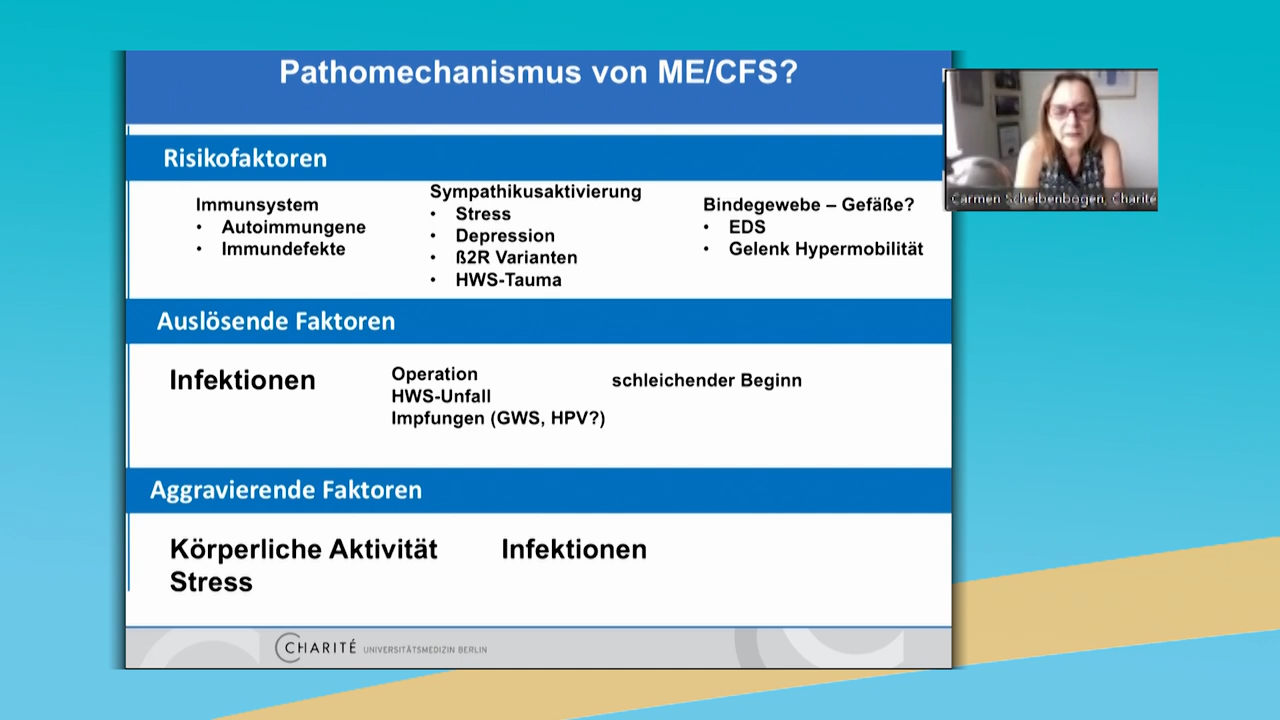 Pathomechanismus von ME/CFS?
Risikofaktoren
Immunsystem
• Autoimmungene
• Immundefekte
Sympathikusaktivierung
• Stress
• Depression
• ß2R Varianten
• HWS-Tauma
Bindegewebe – Gefäße?
• EDS
• Gelenk Hypermobilität
Auslösende Faktoren
Infektionen
Operation
HWS-Unfall
Impfungen (GWS, HPV?)
schleichender Beginn
Aggravierende Faktoren
Körperliche Aktivität
Stress
Infektionen
CHARITÉ UNIVERSITÄTSMEDIZIN BERLIN
Carmen Scheibenbogen, Charité